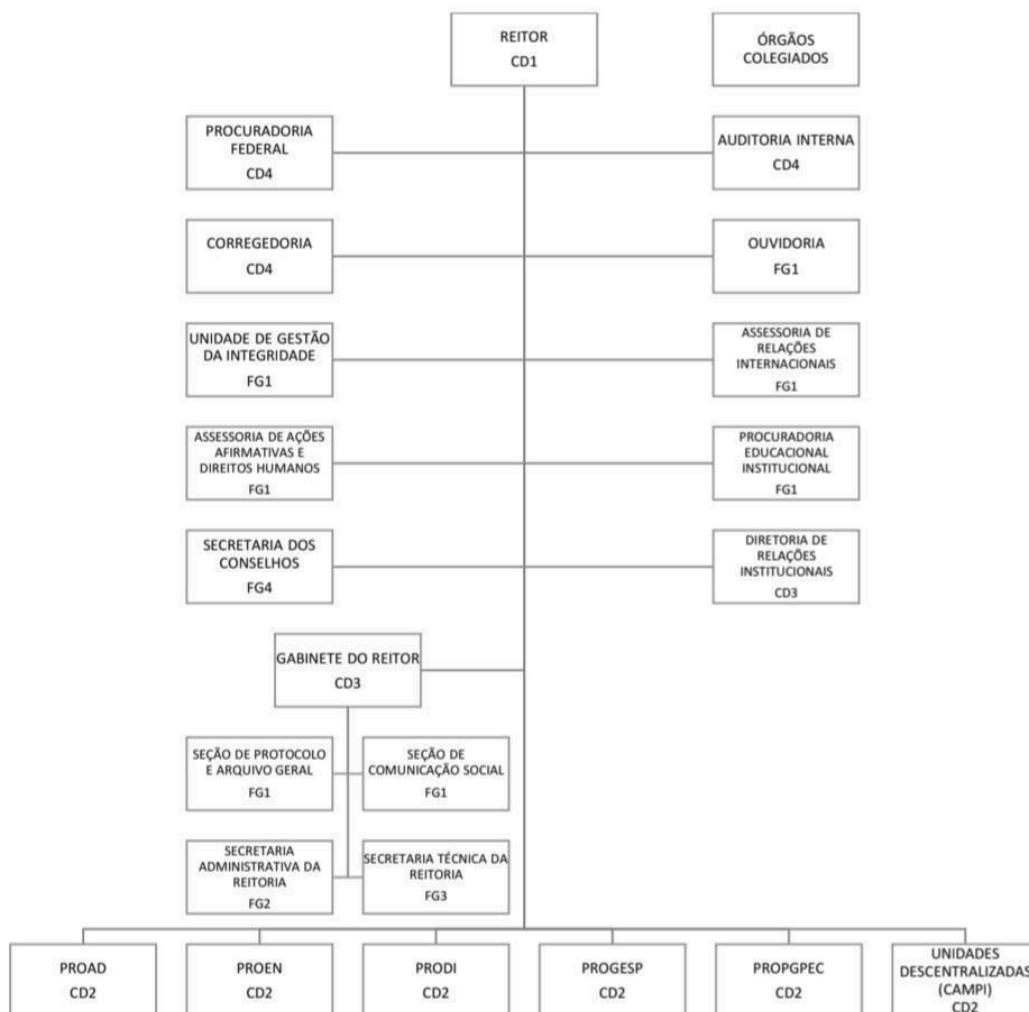 REITOR
CD1
ÓRGÃOS
COLEGIADOS
PROCURADORIA
FEDERAL
CD4
AUDITORIA INTERNA
CD4
CORREGEDORIA
CD4
OUVIDORIA
FG1
UNIDADE DE GESTÃO
DA INTEGRIDADE
FG1
ASSESSORIA DE
RELAÇÕES
INTERNACIONAIS
FG1
ASSESSORIA DE AÇÕES
AFIRMATIVAS E
DIREITOS HUMANOS
FG1
PROCURADORIA
EDUCACIONAL
INSTITUCIONAL
FG1
SECRETARIA DOS
CONSELHOS
FG4
DIRETORIA DE
RELAÇÕES
INSTITUCIONAIS
CD3
GABINETE DO REITOR
CD3
SEÇÃO DE PROTOCOLO
E ARQUIVO GERAL
FG1
SEÇÃO DE
COMUNICAÇÃO SOCIAL
FG1
SECRETARIA
ADMINISTRATIVA DA
REITORIA
FG2
SECRETARIA TÉCNICA DA
REITORIA
FG3
PROAD
CD2
PROEN
CD2
PRODI
CD2
PROGESP
CD2
PROPGPEC
CD2
UNIDADES
DESCENTRALIZADAS
(CAMPI)
CD2